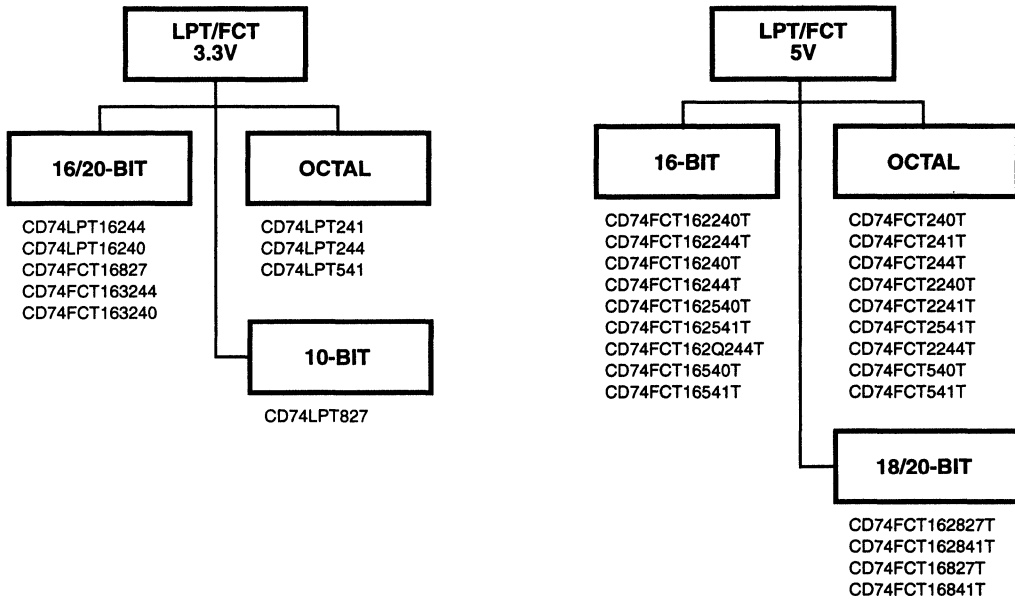 LPT/FCT
3.3V
16/20-BIT
CD74LPT16244
CD74LPT16240
CD74FCT16827
CD74FCT163244
CD74FCT163240
OCTAL
CD74LPT241
CD74LPT244
CD74LPT541
10-BIT
CD74LPT827
LPT/FCT
5V
16-BIT
CD74FCT162240T
CD74FCT162244T
CD74FCT16240T
CD74FCT16244T
CD74FCT162540T
CD74FCT162541T
CD74FCT162Q244T
CD74FCT16540T
CD74FCT16541T
OCTAL
CD74FCT240T
CD74FCT241T
CD74FCT244T
CD74FCT2240T
CD74FCT2241T
CD74FCT2541T
CD74FCT2244T
CD74FCT540T
CD74FCT541T
18/20-BIT
CD74FCT162827T
CD74FCT162841T
CD74FCT16827T
CD74FCT16841T